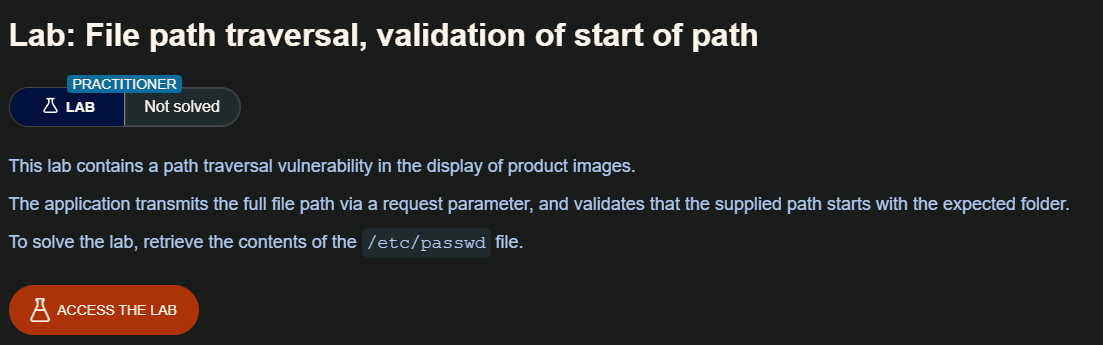 Lab: File path traversal, validation of start of path
PRACTITIONER
LAB
Not solved
This lab contains a path traversal vulnerability in the display of product images.
The application transmits the full file path via a request parameter, and validates that the supplied path starts with the expected folder.
To solve the lab, retrieve the contents of the /etc/passwd file.
ACCESS THE LAB